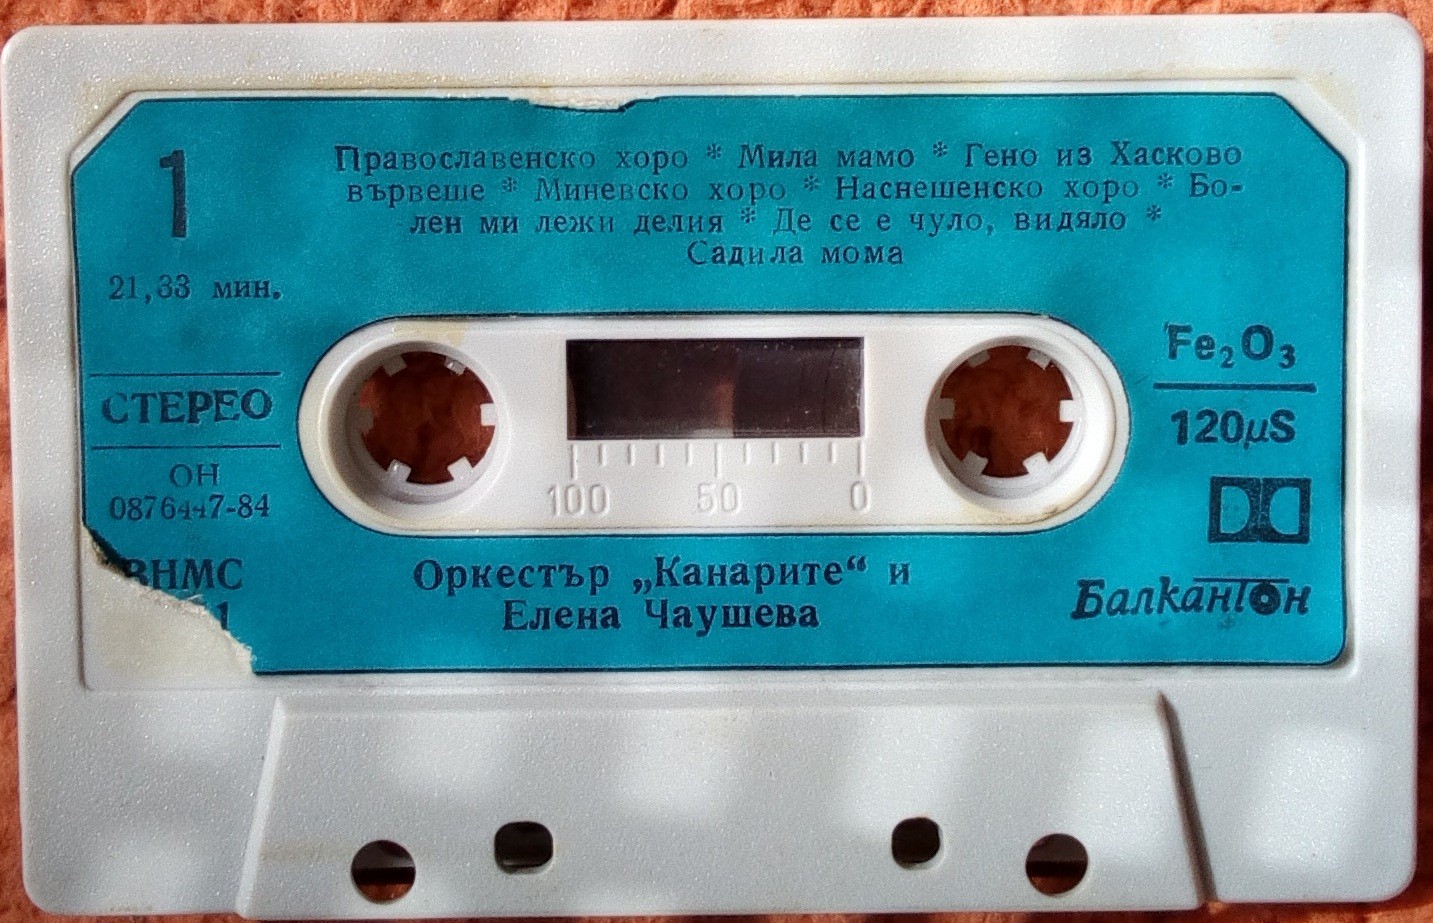 1
Православенско хоро * Мила мамо * Гено из Хасково
вървеше * Миневско хоро * Наснешенско хоро * Бо-
лен ми лежи делия * Де се е чуло, видяло *
Садила мома
21,33 мин.
СТЕРЕО
ОН
0876447-84
ВНМС
1
Fe₂O₃
120µS
100 50 0
Оркестър „Канарите“ и
Елена Чаушева
Балкантон